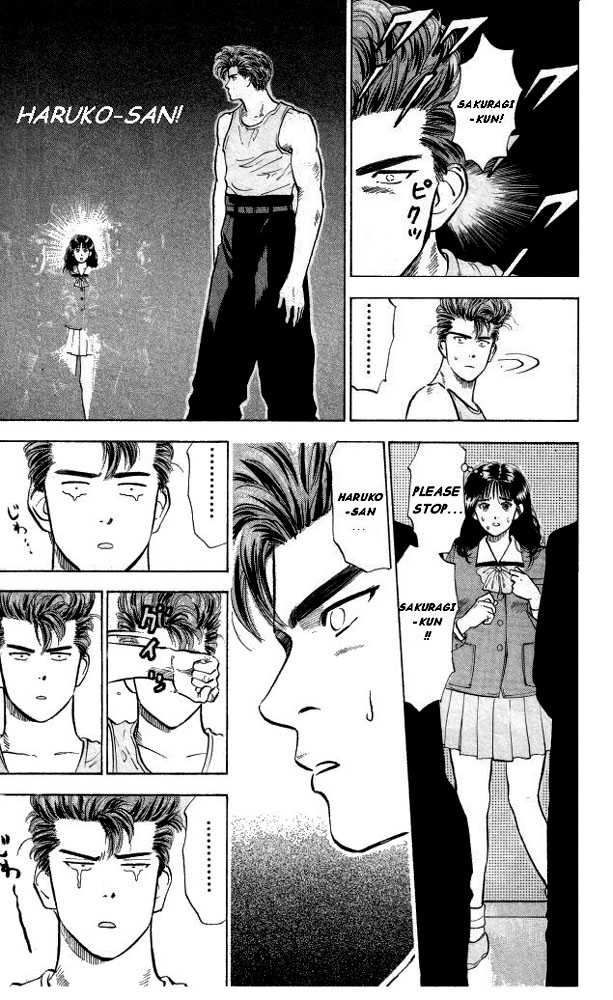 SAKURAGI
-KUN!
ピクッ
HARUKO-SAN!
.........
PLEASE
STOP...
SAKURAGI
-KUN
!!
HARUKO
-SAN
...
.........
じわ…
グイッ
.........
じわー